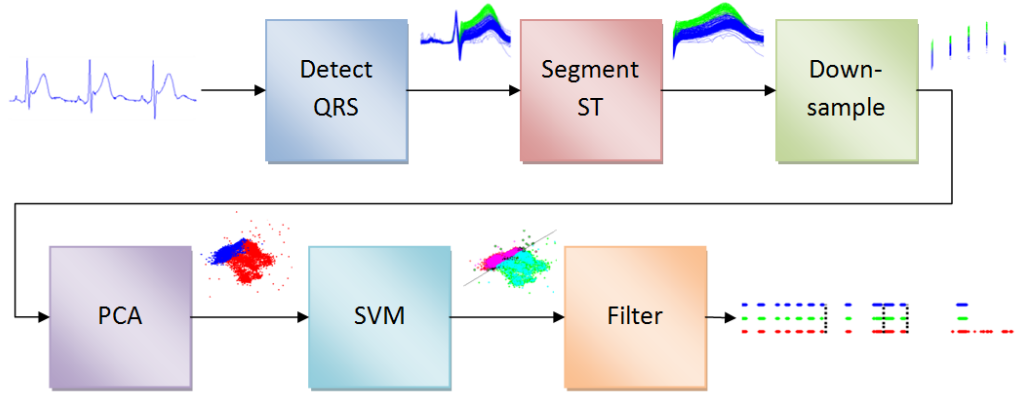 Detect
QRS
Segment
ST
Down-
sample
PCA
SVM
Filter